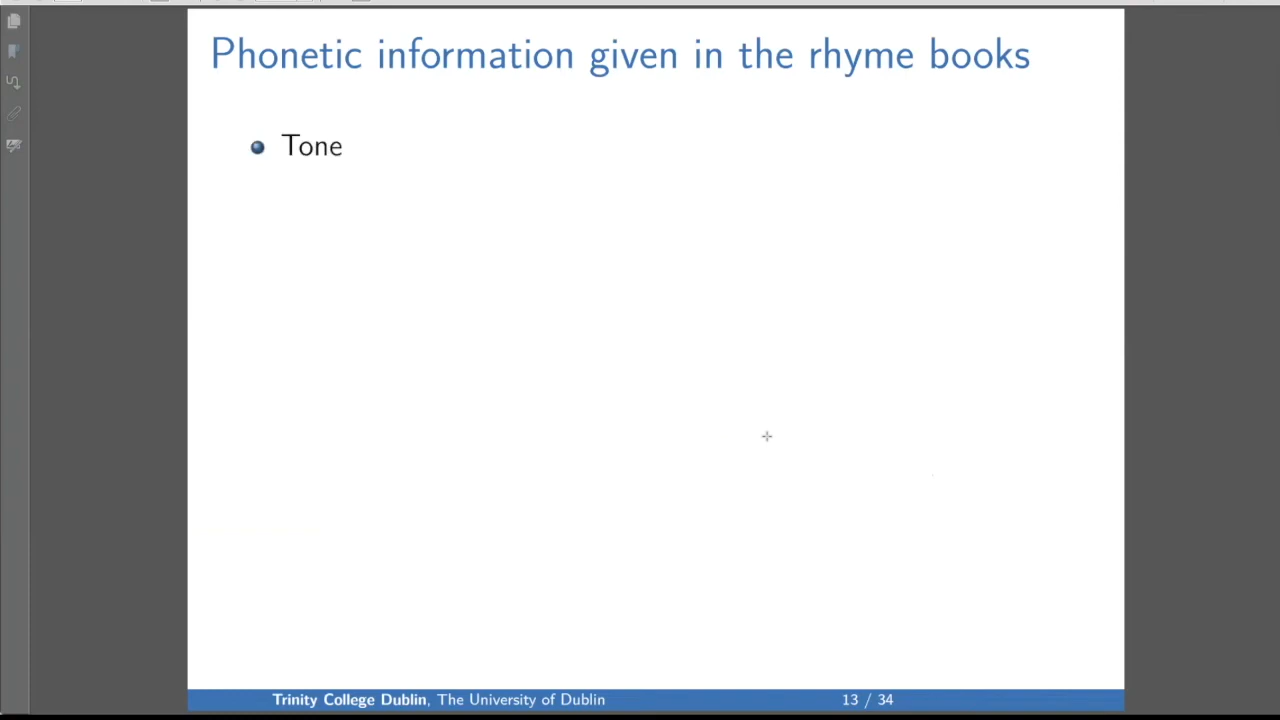 Phonetic information given in the rhyme books
Tone
Trinity College Dublin, The University of Dublin 13 / 34